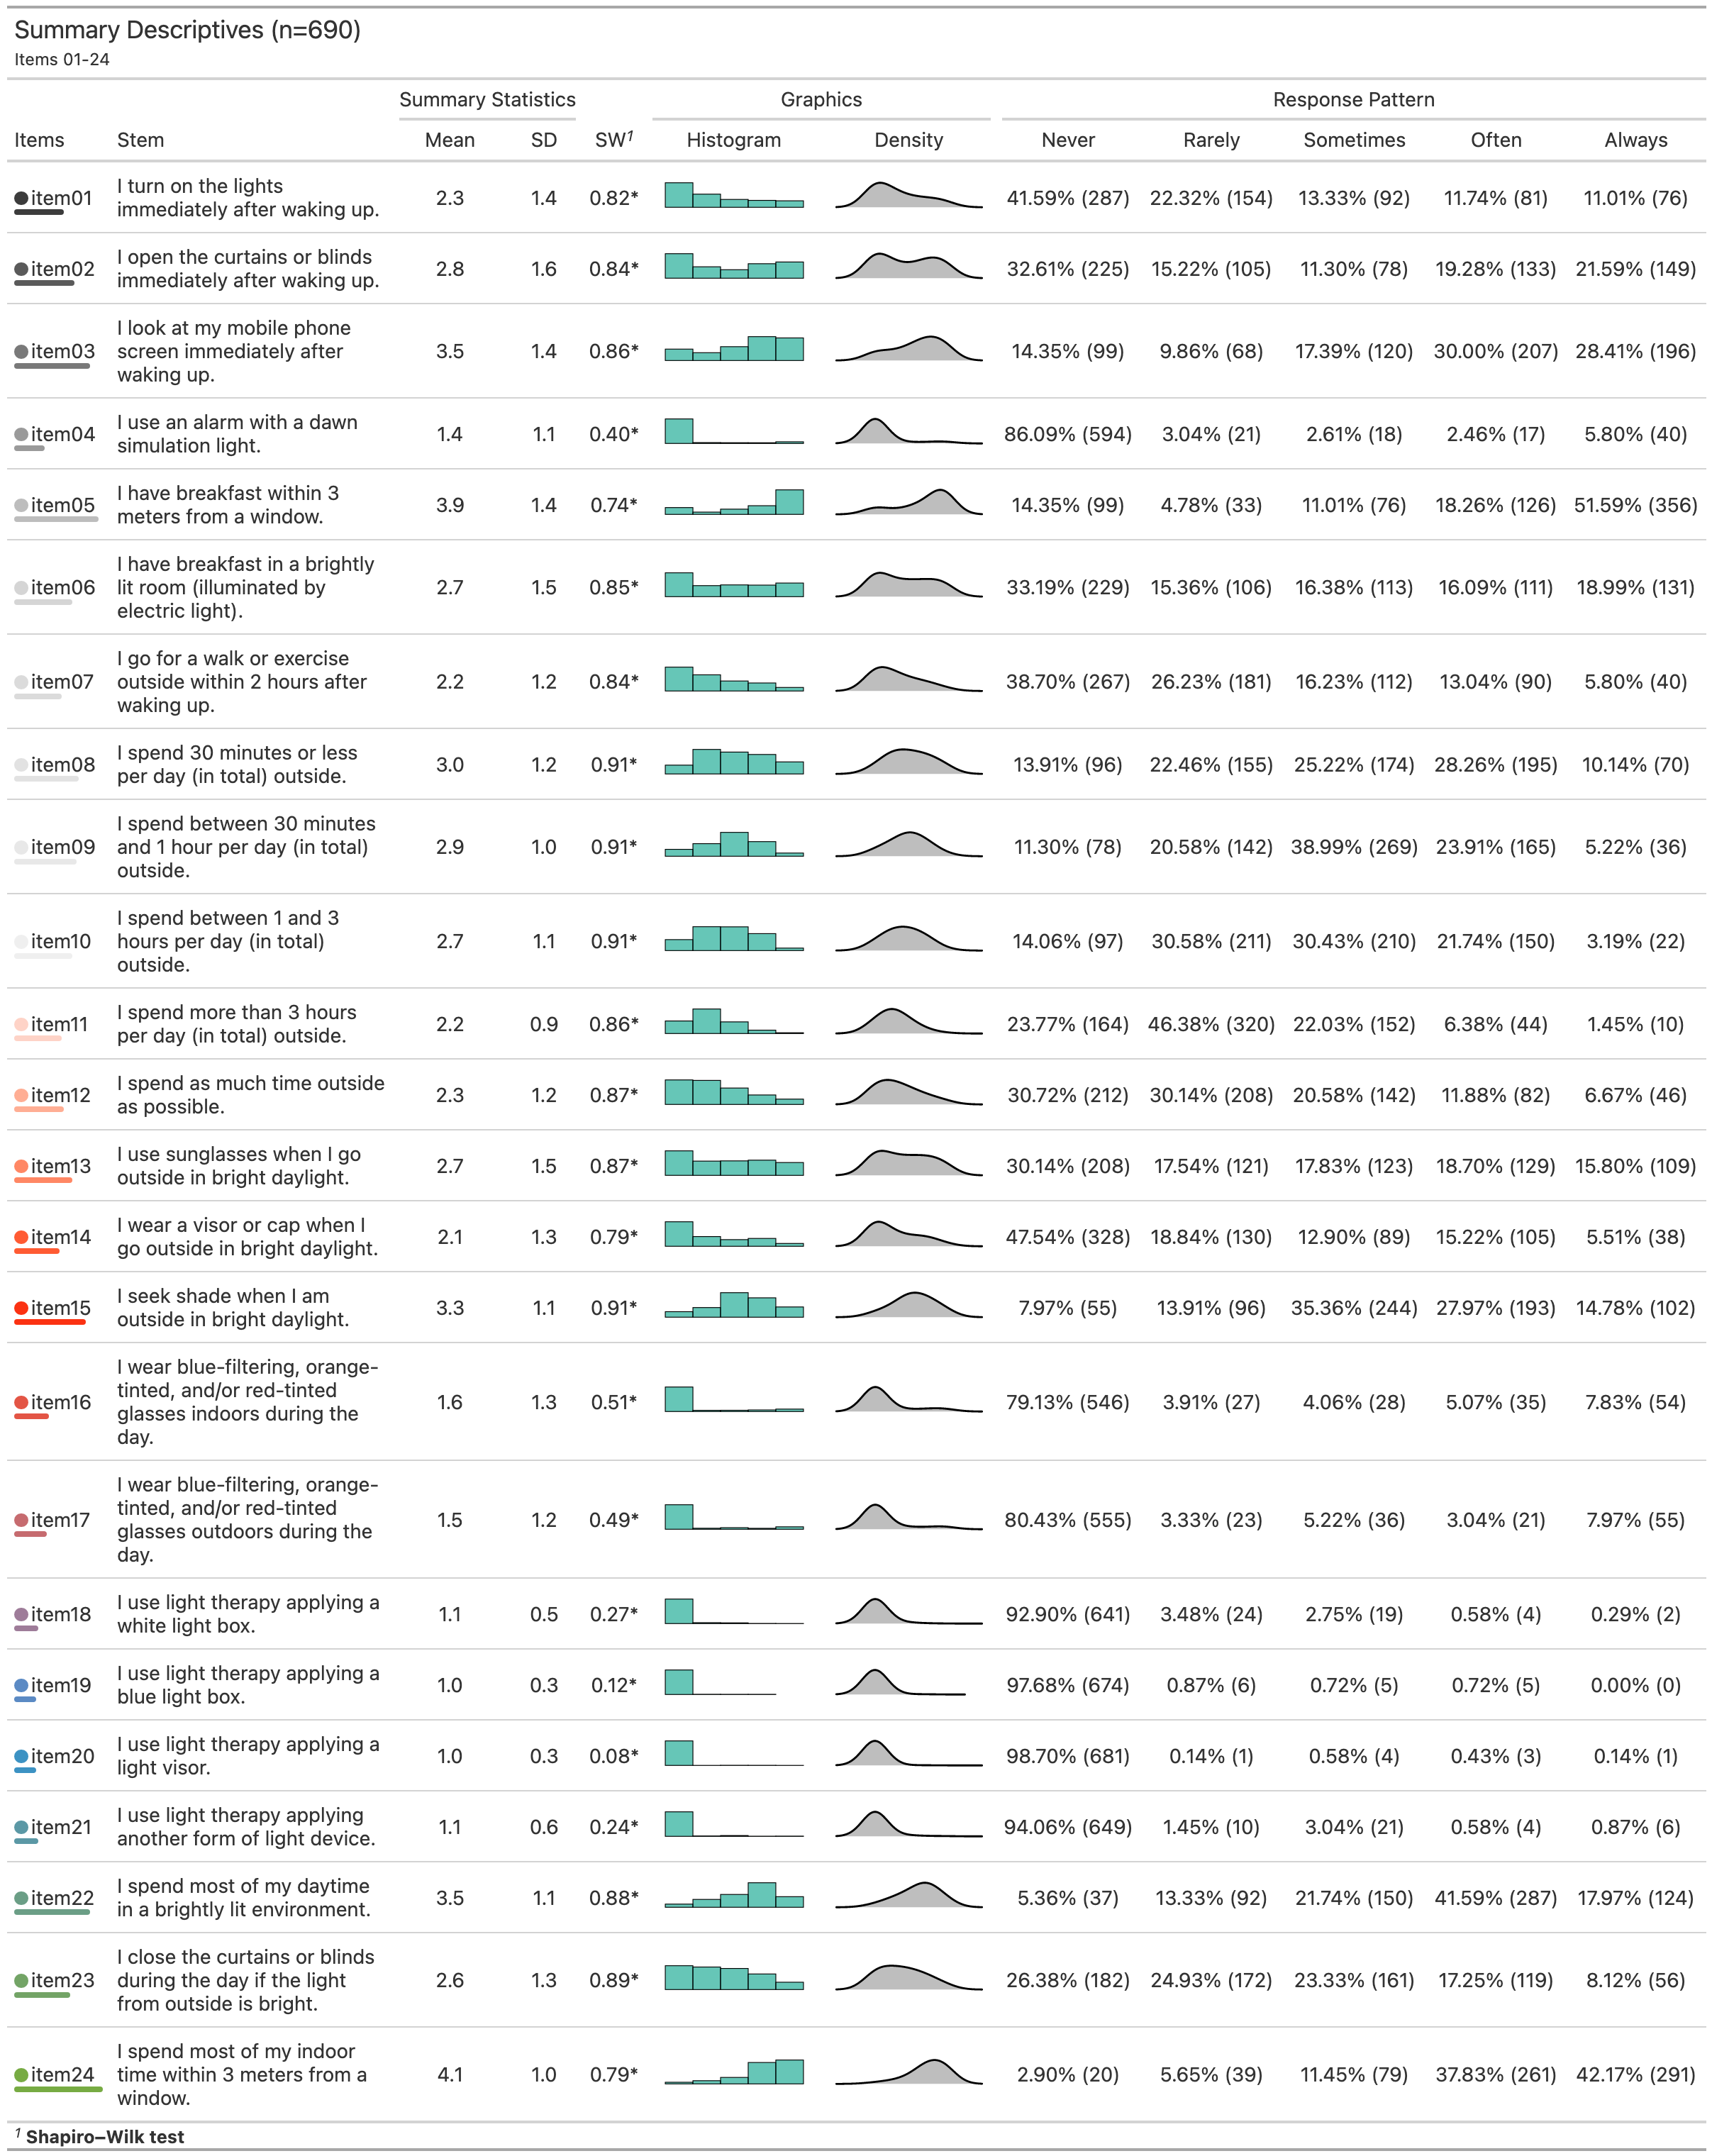 Summary Descriptives (n=690)
Items 01-24
Summary Statistics Graphics Response Pattern
Items Stem Mean SD SW¹ Histogram Density Never Rarely Sometimes Often Always
I turn on the lights
item01 2.3 1.4 0.82* 41.59% (287) 22.32% (154) 13.33% (92) 11.74% (81) 11.01% (76)
immediately after waking up.
I open the curtains or blinds
item02 2.8 1.6 0.84* 32.61% (225) 15.22% (105) 11.30% (78) 19.28% (133) 21.59% (149)
immediately after waking up.
I look at my mobile phone
item03 screen immediately after 3.5 1.4 0.86* 14.35% (99) 9.86% (68) 17.39% (120) 30.00% (207) 28.41% (196)
waking up.
I use an alarm with a dawn
item04 1.4 1.1 0.40* 86.09% (594) 3.04% (21) 2.61% (18) 2.46% (17) 5.80% (40)
simulation light.
I have breakfast within 3
item05 3.9 1.4 0.74* 14.35% (99) 4.78% (33) 11.01% (76) 18.26% (126) 51.59% (356)
meters from a window.
I have breakfast in a brightly
item06 lit room (illuminated by 2.7 1.5 0.85* 33.19% (229) 15.36% (106) 16.38% (113) 16.09% (111) 18.99% (131)
electric light).
I go for a walk or exercise
item07 outside within 2 hours after 2.2 1.2 0.84* 38.70% (267) 26.23% (181) 16.23% (112) 13.04% (90) 5.80% (40)
waking up.
I spend 30 minutes or less
item08 3.0 1.2 0.91* 13.91% (96) 22.46% (155) 25.22% (174) 28.26% (195) 10.14% (70)
per day (in total) outside.
I spend between 30 minutes
item09 and 1 hour per day (in total) 2.9 1.0 0.91* 11.30% (78) 20.58% (142) 38.99% (269) 23.91% (165) 5.22% (36)
outside.
I spend between 1 and 3
item10 hours per day (in total) 2.7 1.1 0.91* 14.06% (97) 30.58% (211) 30.43% (210) 21.74% (150) 3.19% (22)
outside.
I spend more than 3 hours
item11 2.2 0.9 0.86* 23.77% (164) 46.38% (320) 22.03% (152) 6.38% (44) 1.45% (10)
per day (in total) outside.
I spend as much time outside
item12 2.3 1.2 0.87* 30.72% (212) 30.14% (208) 20.58% (142) 11.88% (82) 6.67% (46)
as possible.
I use sunglasses when I go
item13 2.7 1.5 0.87* 30.14% (208) 17.54% (121) 17.83% (123) 18.70% (129) 15.80% (109)
outside in bright daylight.
I wear a visor or cap when I
item14 2.1 1.3 0.79* 47.54% (328) 18.84% (130) 12.90% (89) 15.22% (105) 5.51% (38)
go outside in bright daylight.
I seek shade when I am
item15 3.3 1.1 0.91* 7.97% (55) 13.91% (96) 35.36% (244) 27.97% (193) 14.78% (102)
outside in bright daylight.
I wear blue-filtering, orange-
tinted, and/or red-tinted
item16 1.6 1.3 0.51* 79.13% (546) 3.91% (27) 4.06% (28) 5.07% (35) 7.83% (54)
glasses indoors during the
day.
I wear blue-filtering, orange-
tinted, and/or red-tinted
item17 1.5 1.2 0.49* 80.43% (555) 3.33% (23) 5.22% (36) 3.04% (21) 7.97% (55)
glasses outdoors during the
day.
I use light therapy applying a
item18 1.1 0.5 0.27* 92.90% (641) 3.48% (24) 2.75% (19) 0.58% (4) 0.29% (2)
white light box.
I use light therapy applying a
item19 1.0 0.3 0.12* 97.68% (674) 0.87% (6) 0.72% (5) 0.72% (5) 0.00% (0)
blue light box.
I use light therapy applying a
item20 1.0 0.3 0.08* 98.70% (681) 0.14% (1) 0.58% (4) 0.43% (3) 0.14% (1)
light visor.
I use light therapy applying
item21 1.1 0.6 0.24* 94.06% (649) 1.45% (10) 3.04% (21) 0.58% (4) 0.87% (6)
another form of light device.
I spend most of my daytime
item22 3.5 1.1 0.88* 5.36% (37) 13.33% (92) 21.74% (150) 41.59% (287) 17.97% (124)
in a brightly lit environment.
I close the curtains or blinds
item23 during the day if the light 2.6 1.3 0.89* 26.38% (182) 24.93% (172) 23.33% (161) 17.25% (119) 8.12% (56)
from outside is bright.
I spend most of my indoor
item24 time within 3 meters from a 4.1 1.0 0.79* 2.90% (20) 5.65% (39) 11.45% (79) 37.83% (261) 42.17% (291)
window.
¹ Shapiro–Wilk test